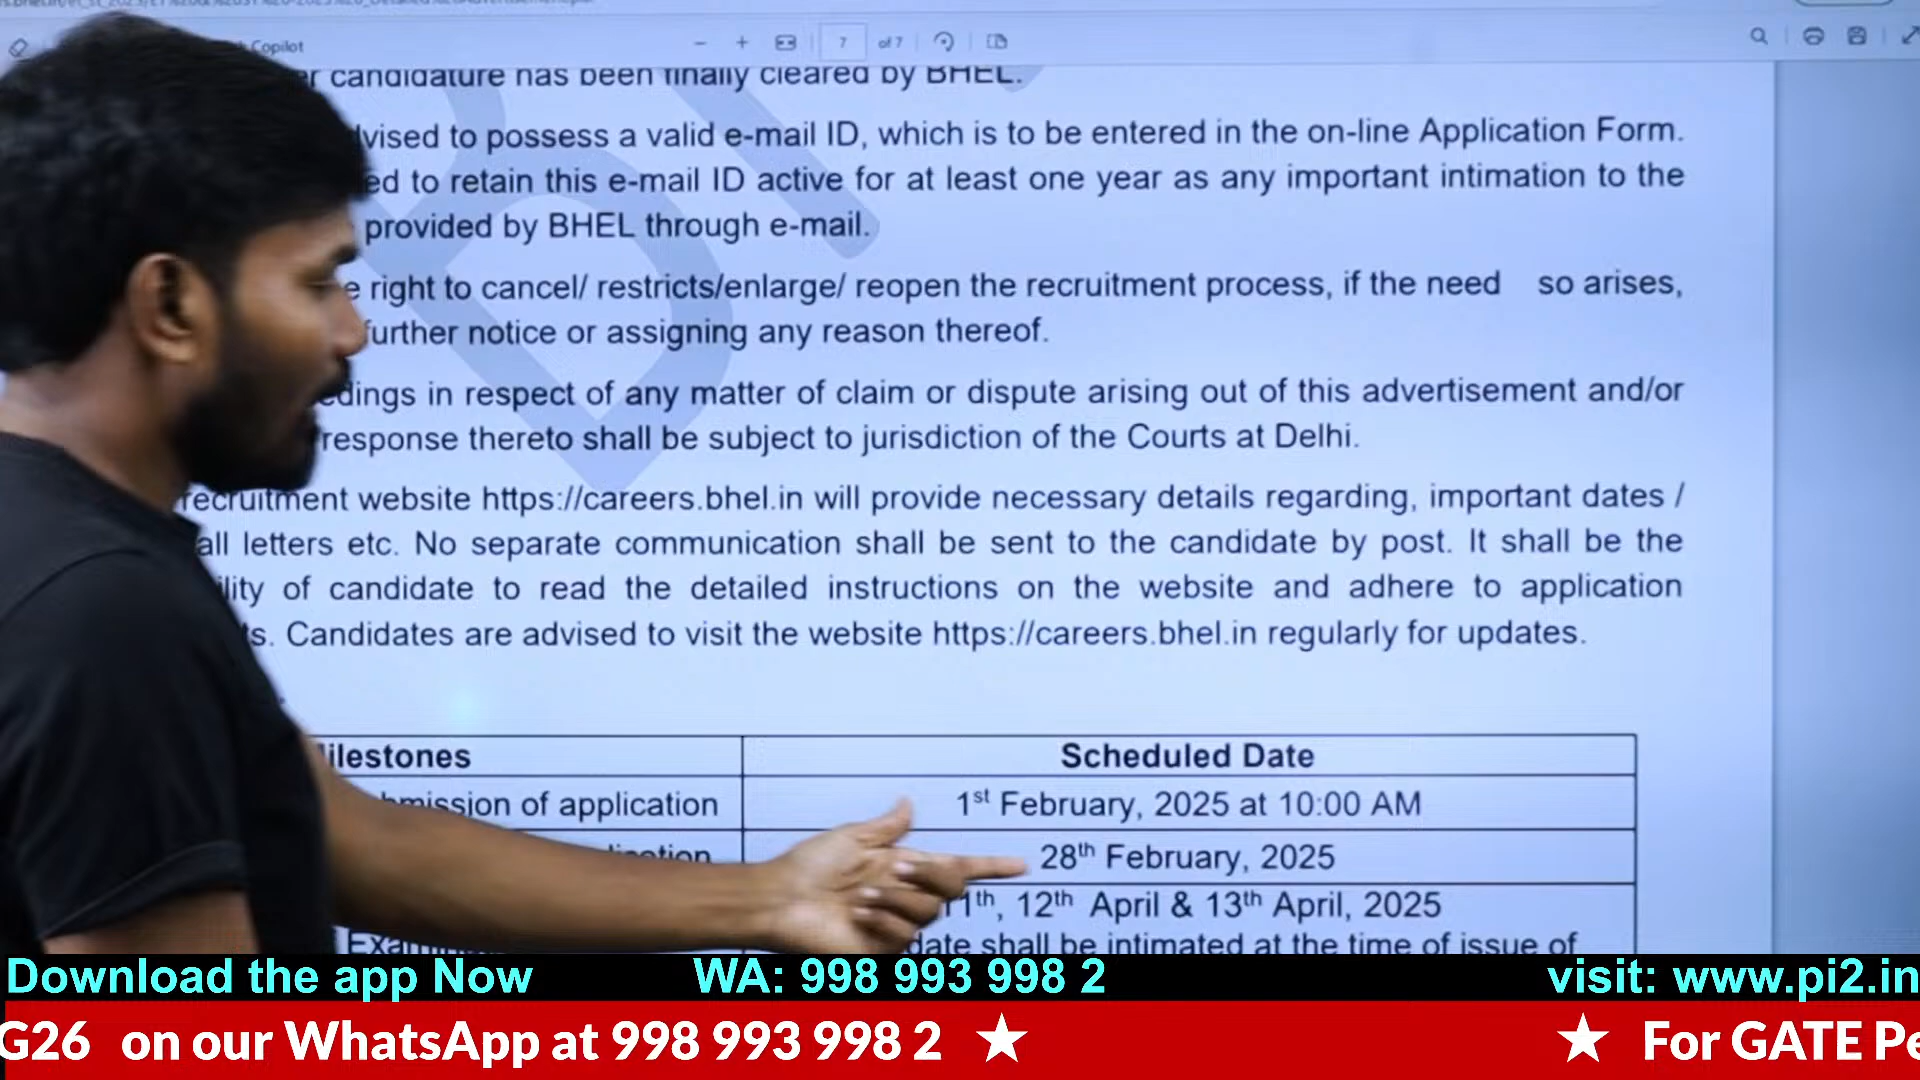 Copilot
7 of 7
candidature has been finally cleared by BHEL.
to possess a valid e-mail ID, which is to be entered in the on-line Application Form.
to retain this e-mail ID active for at least one year as any important intimation to the
provided by BHEL through e-mail.
right to cancel/ restricts/enlarge/ reopen the recruitment process, if the need so arises,
further notice or assigning any reason thereof.
in respect of any matter of claim or dispute arising out of this advertisement and/or
response thereto shall be subject to jurisdiction of the Courts at Delhi.
recruitment website https://careers.bhel.in will provide necessary details regarding, important dates /
letters etc. No separate communication shall be sent to the candidate by post. It shall be the
of candidate to read the detailed instructions on the website and adhere to application
Candidates are advised to visit the website https://careers.bhel.in regularly for updates.
Scheduled Date
of application
1st February, 2025 at 10:00 AM
28th February, 2025
12th April & 13th April, 2025
date shall be intimated at the time of issue of
Download the app Now WA: 998 993 998 2 visit: www.pi2.in
G26 on our WhatsApp at 998 993 998 2 ★ ★ For GATE